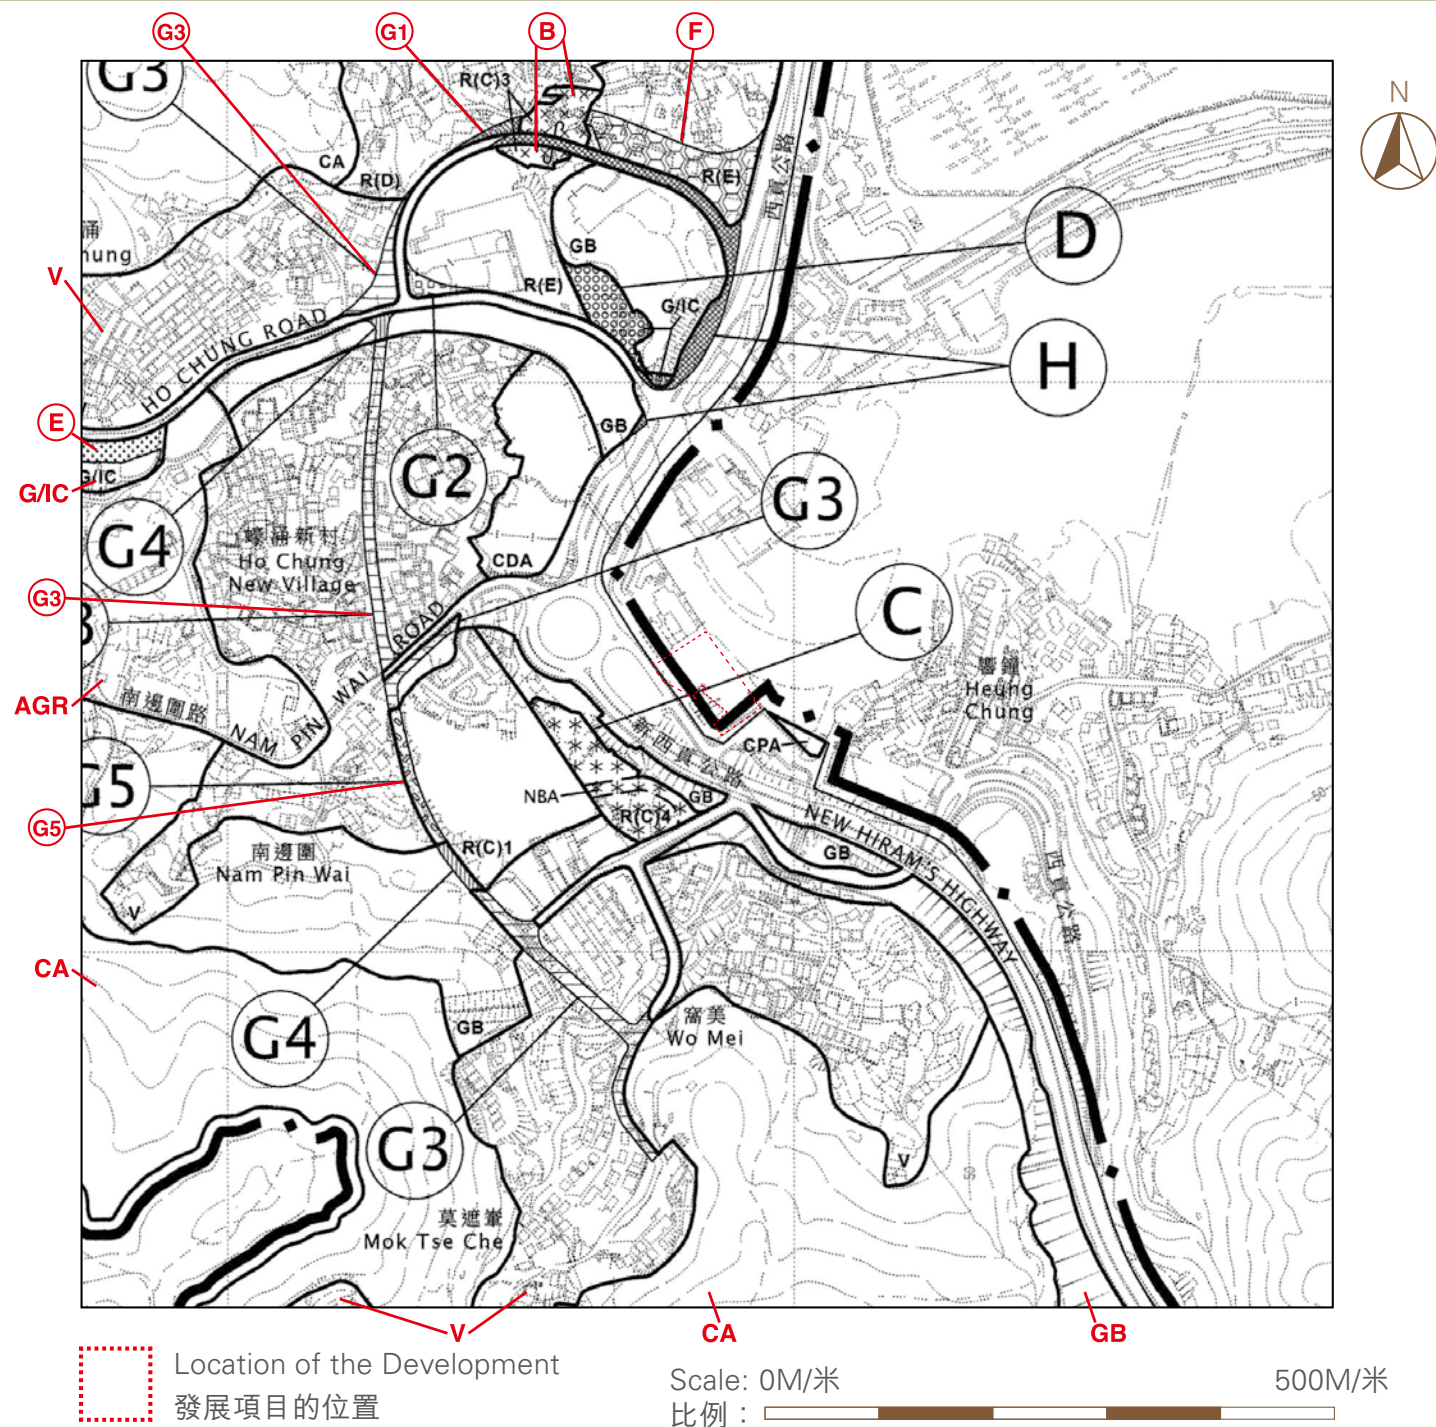 G3
G1
B
F
N
G3
R(C)3
CA
R(D)
R(E)
西貢公路
涌
hung
V
GB
D
R(E)
G/IC
HO CHUNG ROAD
H
E
GB
G/IC
G/IC
G2
G3
G4
蠔涌新村
Ho Chung
New Village
CDA
G3
C
ROAD
響鐘
Heung
Chung
AGR
南邊圍路
NAM PIN WAI
新西貢公路
CPA
G5
NBA
GB
R(C)4
G5
NEW HIRAM'S HIGHWAY
GB
R(C)1
南邊圍
Nam Pin Wai
西貢公路
V
CA
G4
GB
窩美
Wo Mei
G3
V
莫遮輋
Mok Tse Che
V
CA
GB
Location of the Development
發展項目的位置
Scale: 0M/米
500M/米
比例：